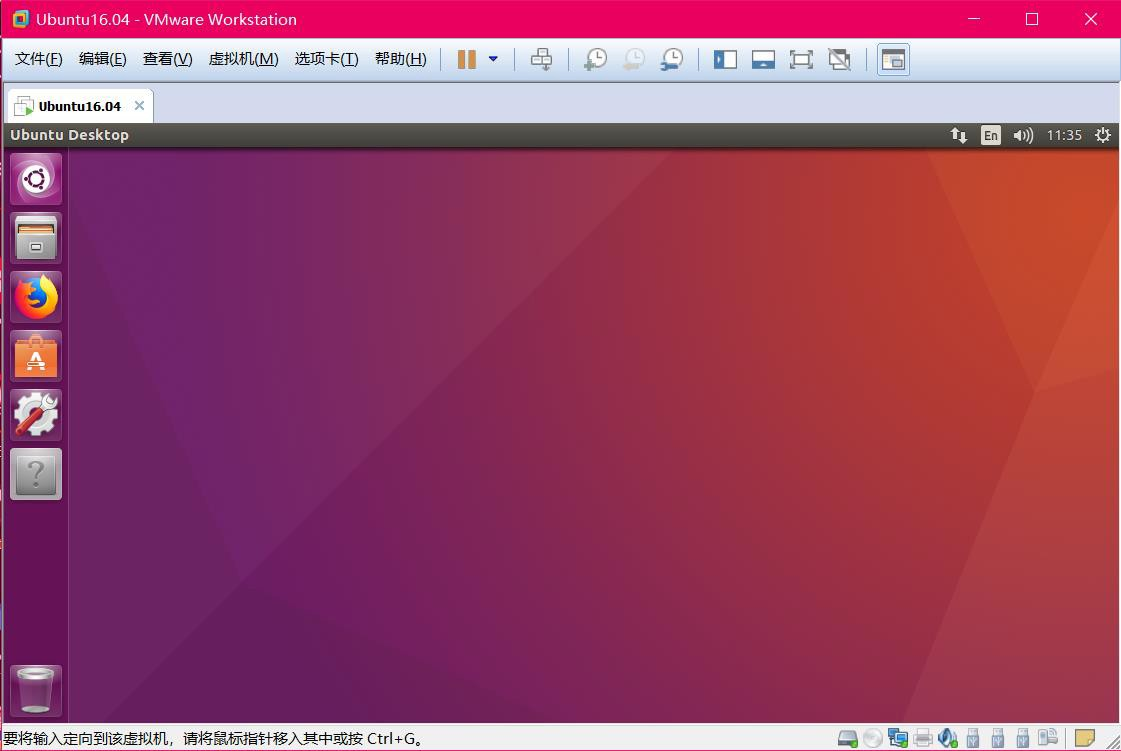 Ubuntu16.04 - VMware Workstation
文件(F) 编辑(E) 查看(V) 虚拟机(M) 选项卡(T) 帮助(H)
Ubuntu16.04
Ubuntu Desktop En 11:35
要将输入定向到该虚拟机，请将鼠标指针移入其中或按 Ctrl+G。